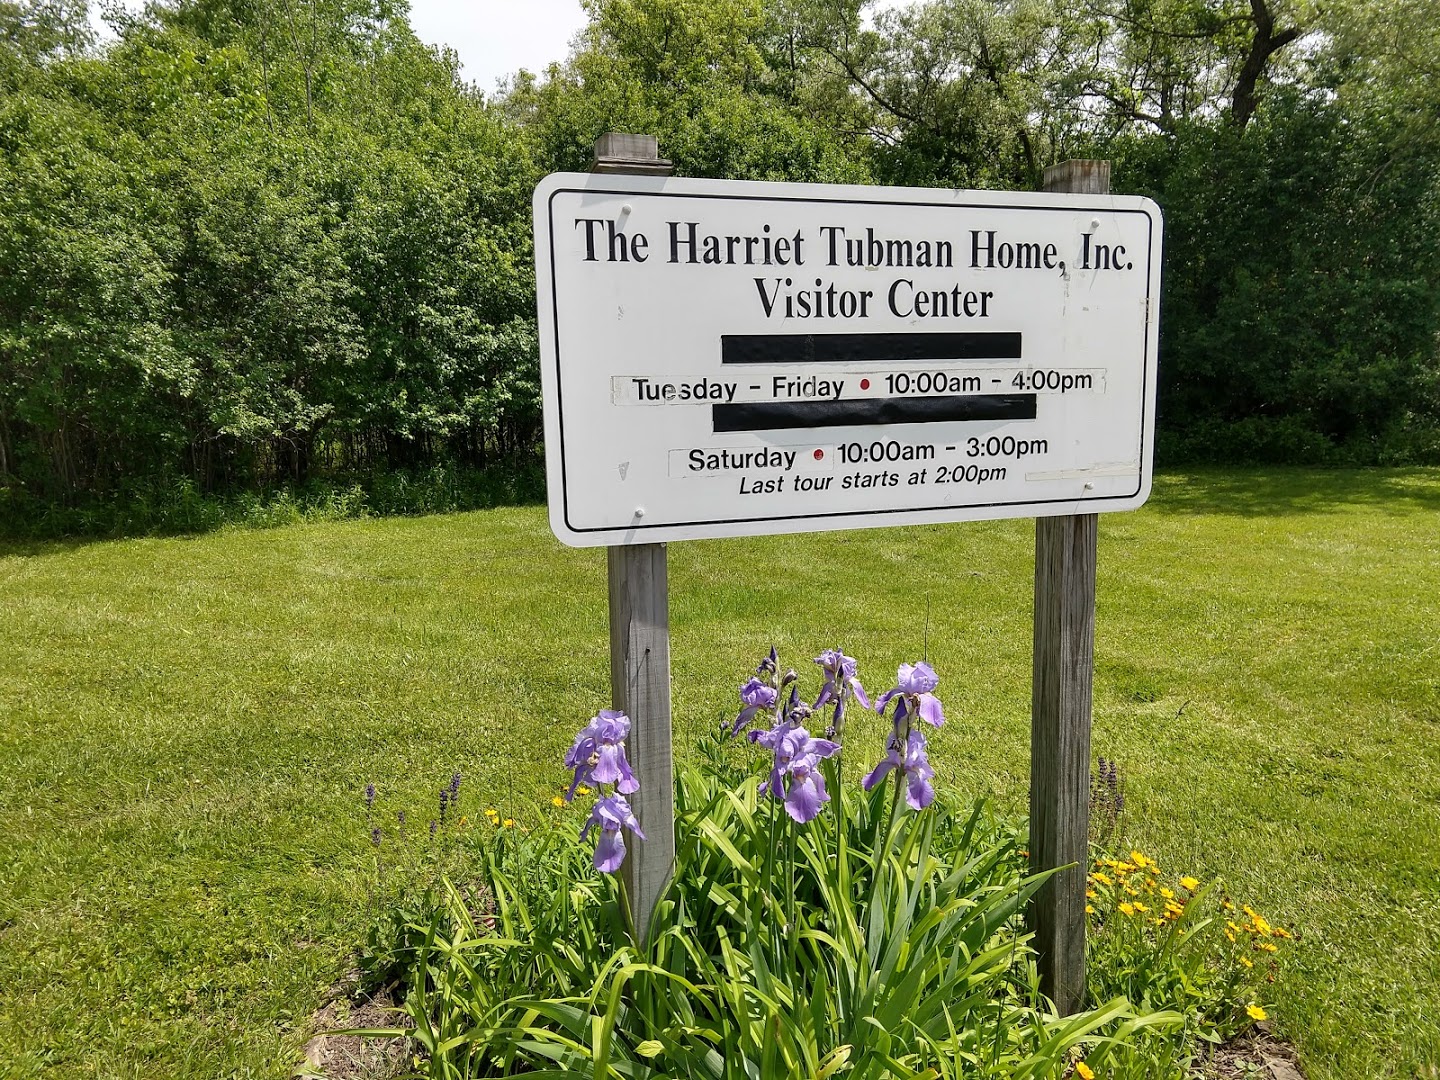 The Harriet Tubman Home, Inc.
Visitor Center
Tuesday - Friday • 10:00am - 4:00pm
Saturday • 10:00am - 3:00pm
Last tour starts at 2:00pm